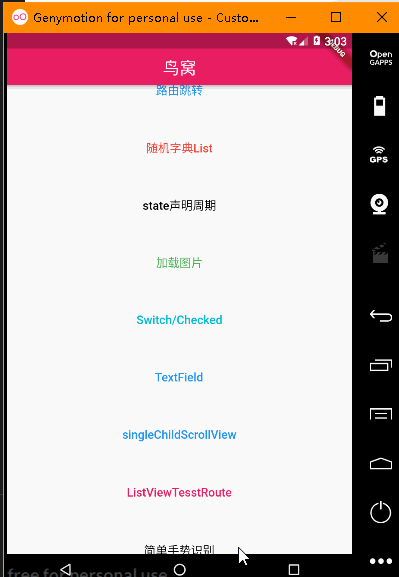 Genymotion for personal use - Custo...
3:03
DEBUG
Open
GAPPS
鸟窝
路由跳转
随机字典List
GPS
state声明周期
加载图片
Switch/Checked
TextField
singleChildScrollView
ListViewTesstRoute
简单手势识别
free for personal use